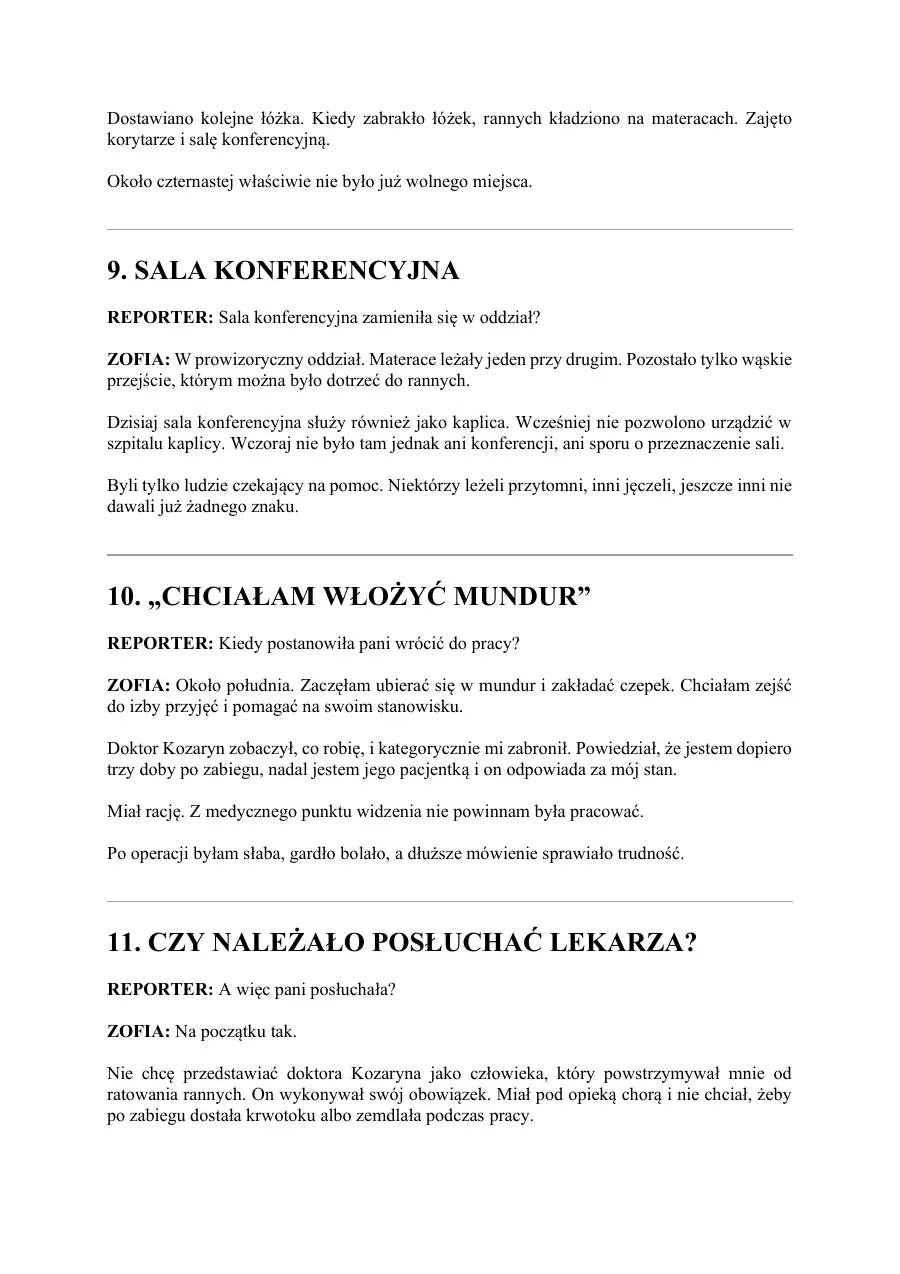 Dostawiano kolejne łóżka. Kiedy zabrakło łóżek, rannych kładziono na materacach. Zajęto
korytarze i salę konferencyjną.
Około czternastej właściwie nie było już wolnego miejsca.
9. SALA KONFERENCYJNA
REPORTER: Sala konferencyjna zamieniła się w oddział?
ZOFIA: W prowizoryczny oddział. Materace leżały jeden przy drugim. Pozostało tylko wąskie
przejście, którym można było dotrzeć do rannych.
Dzisiaj sala konferencyjna służy również jako kaplica. Wcześniej nie pozwolono urządzić w
szpitalu kaplicy. Wczoraj nie było tam jednak ani konferencji, ani sporu o przeznaczenie sali.
Byli tylko ludzie czekający na pomoc. Niektórzy leżeli przytomni, inni jęczeli, jeszcze inni nie
dawali już żadnego znaku.
10. „CHCIAŁAM WŁOŻYĆ MUNDUR”
REPORTER: Kiedy postanowiła pani wrócić do pracy?
ZOFIA: Około południa. Zaczęłam ubierać się w mundur i zakładać czepek. Chciałam zejść
do izby przyjęć i pomagać na swoim stanowisku.
Doktor Kozaryn zobaczył, co robię, i kategorycznie mi zabronił. Powiedział, że jestem dopiero
trzy doby po zabiegu, nadal jestem jego pacjentką i on odpowiada za mój stan.
Miał rację. Z medycznego punktu widzenia nie powinnam była pracować.
Po operacji byłam słaba, gardło bolało, a dłuższe mówienie sprawiało trudność.
11. CZY NALEŻAŁO POSŁUCHAĆ LEKARZA?
REPORTER: A więc pani posłuchała?
ZOFIA: Na początku tak.
Nie chcę przedstawiać doktora Kozaryna jako człowieka, który powstrzymywał mnie od
ratowania rannych. On wykonywał swój obowiązek. Miał pod opieką chorą i nie chciał, żeby
po zabiegu dostała krwotoku albo zemdlała podczas pracy.